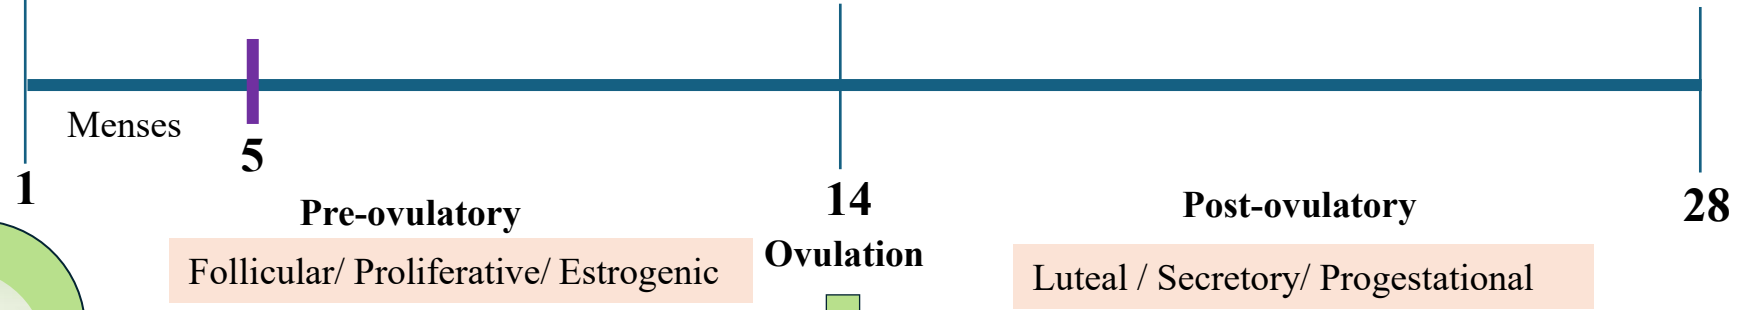 Menses
5
1
Pre-ovulatory
14
Post-ovulatory
28
Follicular/ Proliferative/ Estrogenic
Ovulation
Luteal / Secretory/ Progestational